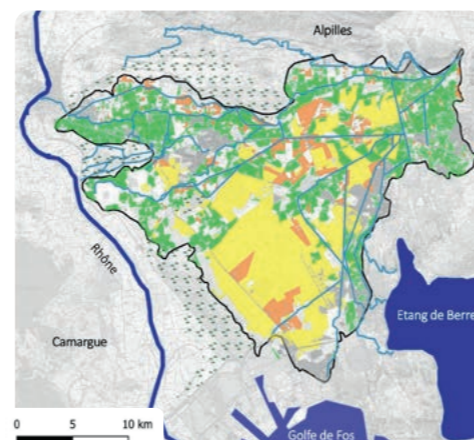 Alpilles
Rhône
Camargue
Etang de Berre
Golfe de Fos
0 5 10 km